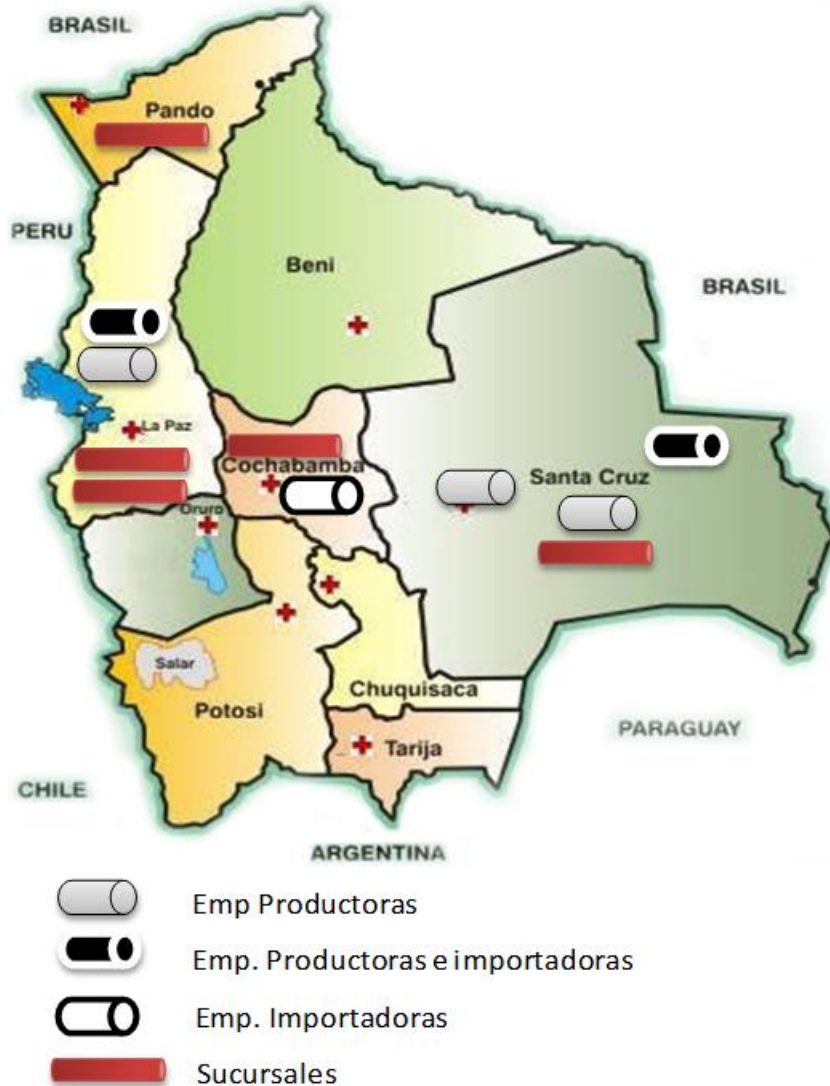 BRASIL
Pando
PERU
Beni
BRASIL
La Paz
Cochabamba
Santa Cruz
Oruro
Salar
Potosi
Chuquisaca
PARAGUAY
Tarija
CHILE
ARGENTINA
Emp Productoras
Emp. Productoras e importadoras
Emp. Importadoras
Sucursales